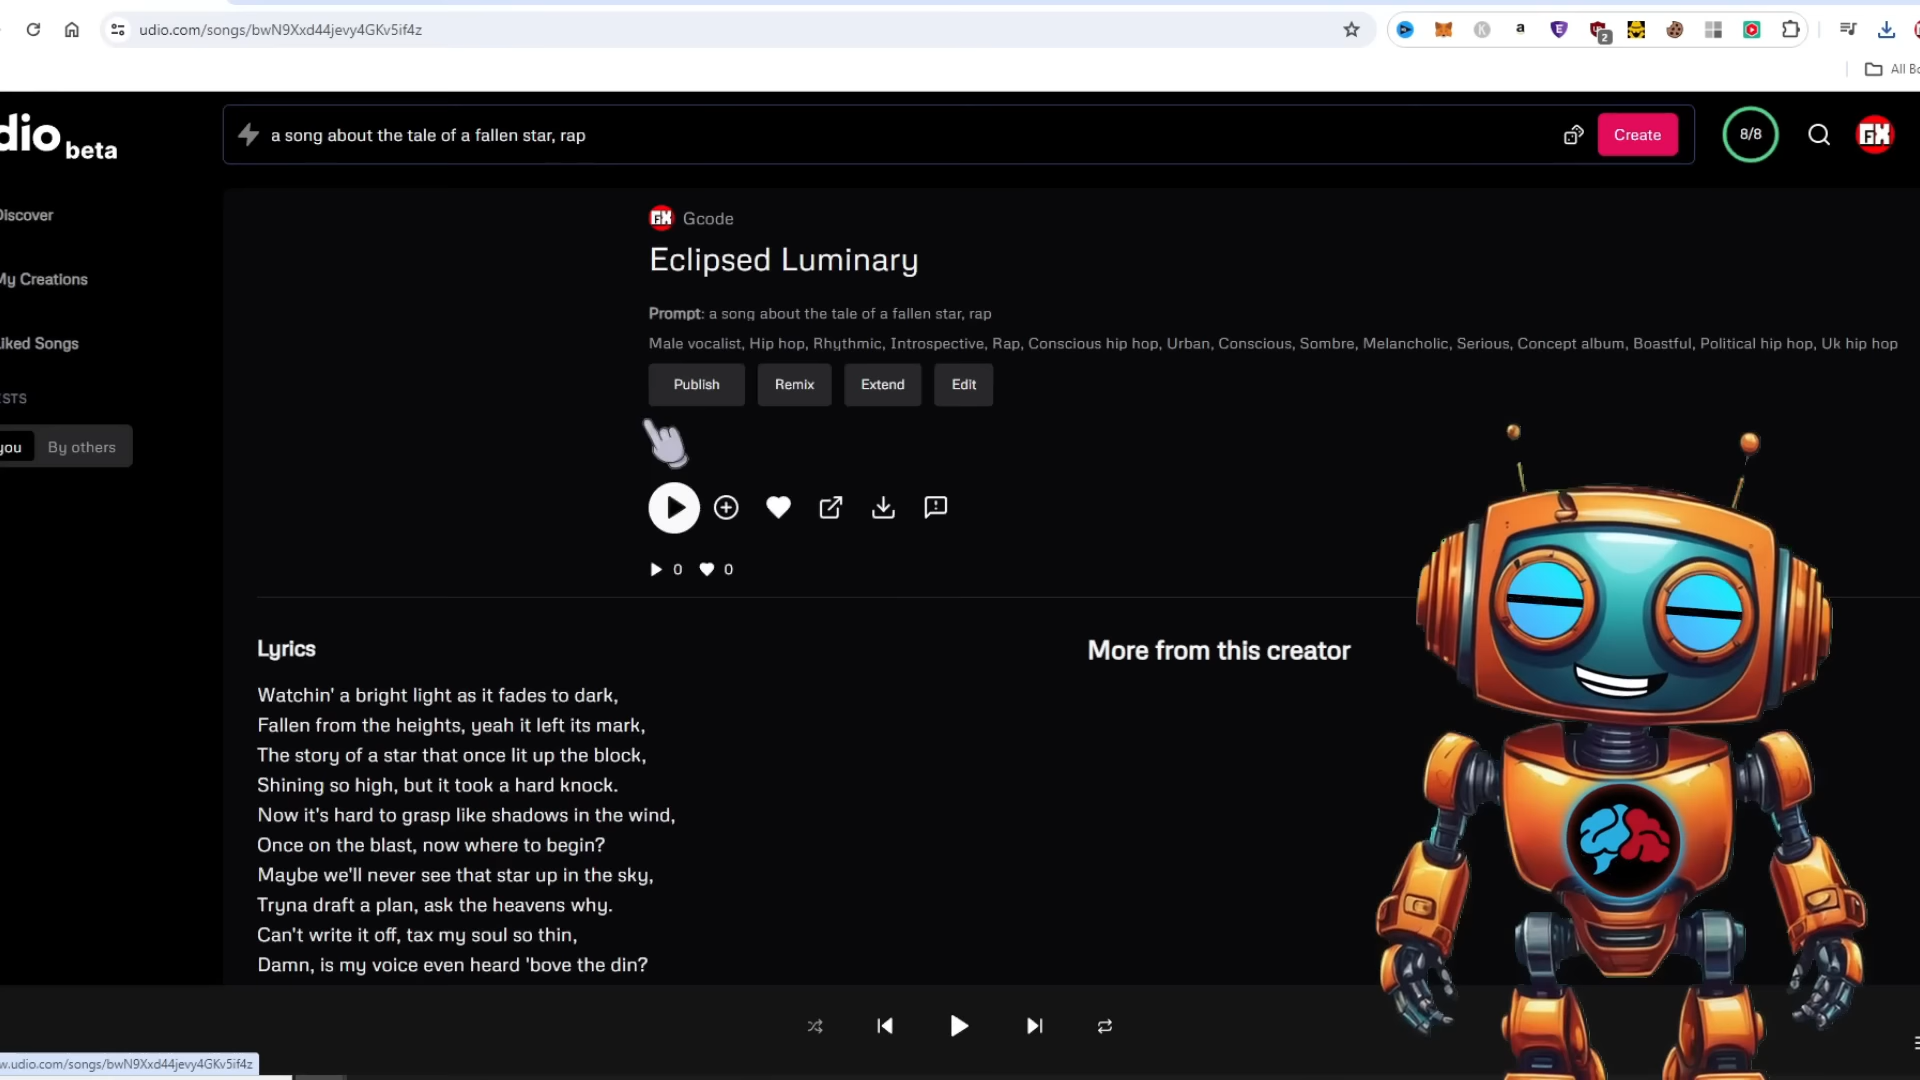 udio.com/songs/bwN9Xxd44jevy4GKv5if4z
a
E
2
All Bo
dio beta
a song about the tale of a fallen star, rap
Create
8/8
FX
Discover
My Creations
Liked Songs
ESTS
you
By others
FX Gcode
Eclipsed Luminary
Prompt: a song about the tale of a fallen star, rap
Male vocalist, Hip hop, Rhythmic, Introspective, Rap, Conscious hip hop, Urban, Conscious, Sombre, Melancholic, Serious, Concept album, Boastful, Political hip hop, Uk hip hop
Publish
Remix
Extend
Edit
0
0
Lyrics
Watchin' a bright light as it fades to dark,
Fallen from the heights, yeah it left its mark,
The story of a star that once lit up the block,
Shining so high, but it took a hard knock.
Now it's hard to grasp like shadows in the wind,
Once on the blast, now where to begin?
Maybe we'll never see that star up in the sky,
Tryna draft a plan, ask the heavens why.
Can't write it off, tax my soul so thin,
Damn, is my voice even heard 'bove the din?
More from this creator
w.udio.com/songs/bwN9Xxd44jevy4GKv5if4z